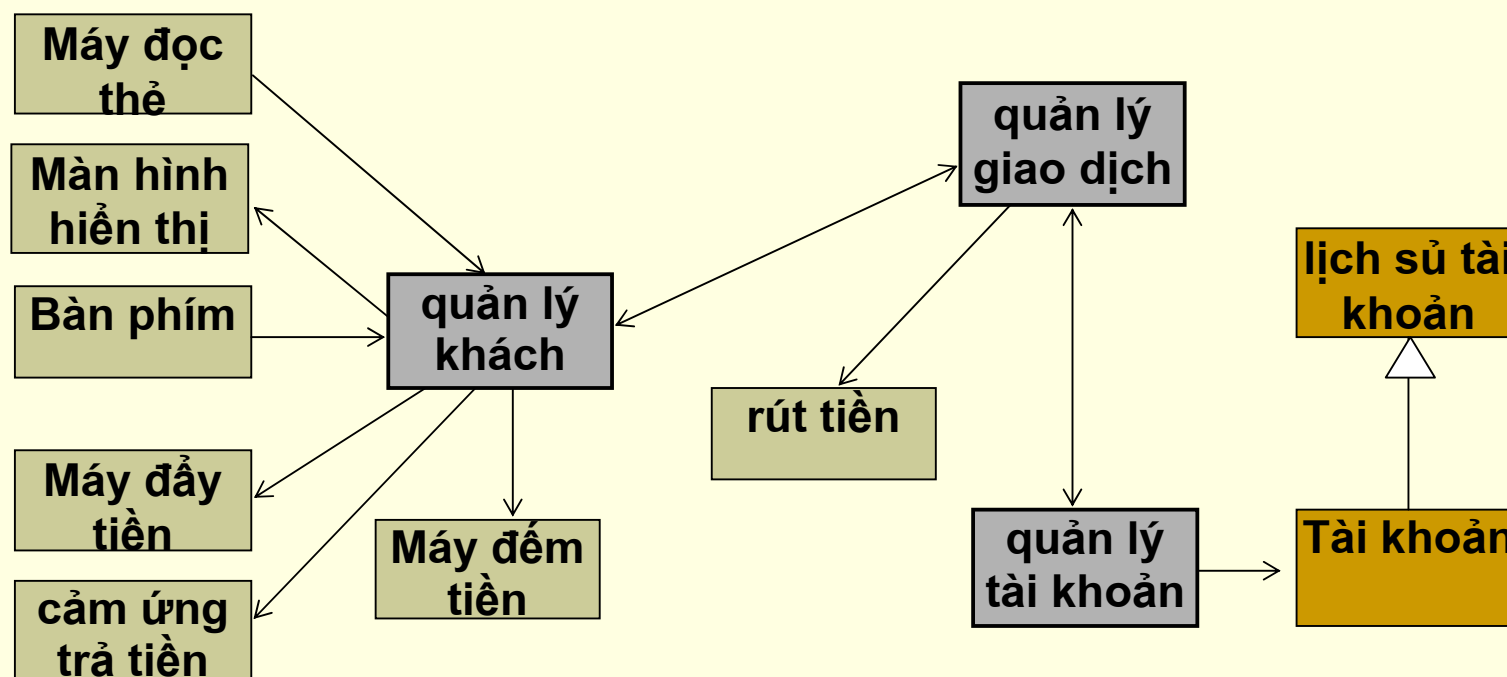 Máy đọc
thẻ
Màn hình
hiển thị
Bàn phím
Máy đẩy
tiền
cảm ứng
trả tiền
quản lý
khách
Máy đếm
tiền
quản lý
giao dịch
rút tiền
quản lý
tài khoản
lịch sủ tài
khoản
Tài khoản